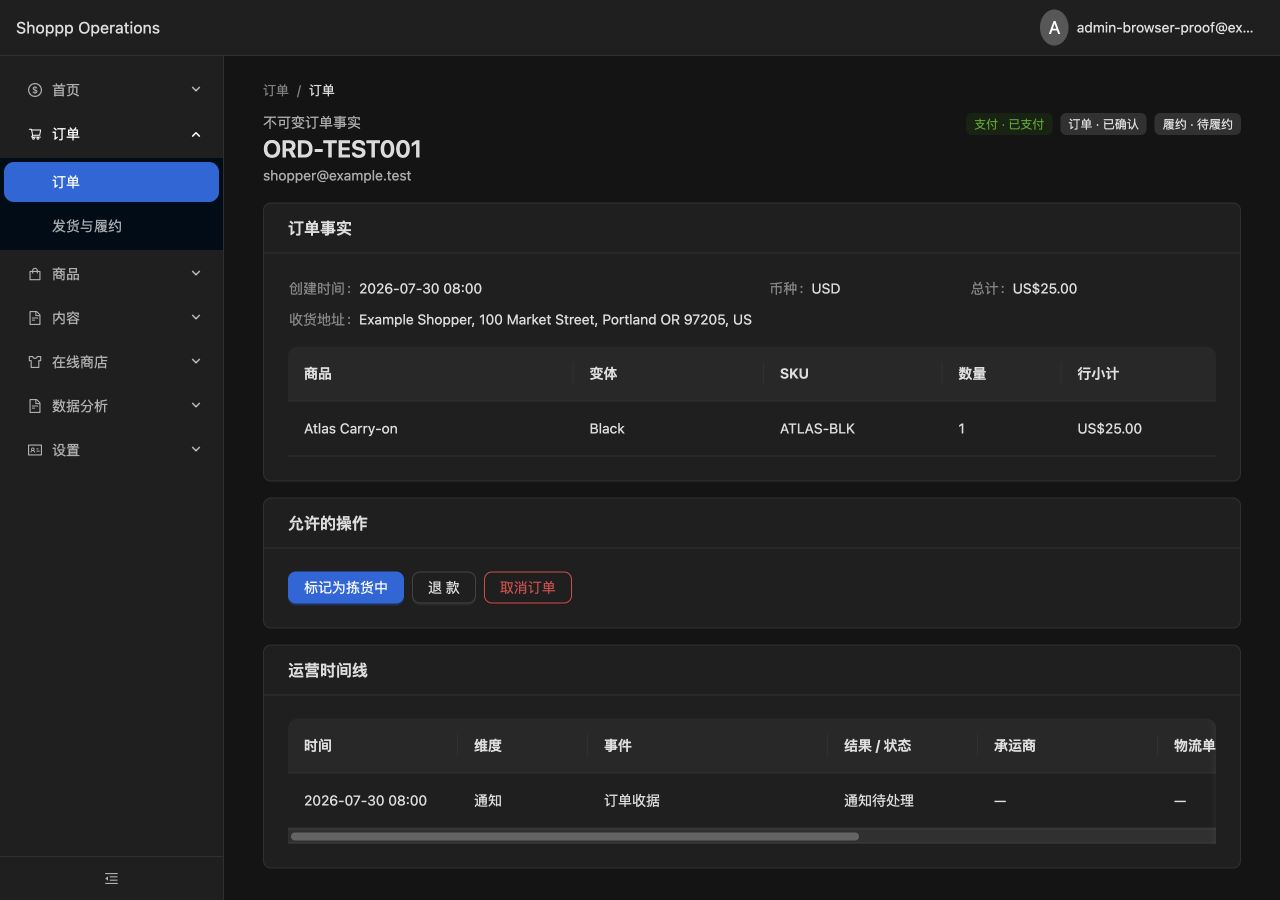 Shoppp Operations
A
admin-browser-proof@ex...
首页
订单
订单
发货与履约
商品
内容
在线商店
数据分析
设置
订单 / 订单
不可变订单事实
ORD-TEST001
shopper@example.test
支付 · 已支付
订单 · 已确认
履约 · 待履约
订单事实
创建时间： 2026-07-30 08:00 币种： USD 总计： US$25.00
收货地址： Example Shopper, 100 Market Street, Portland OR 97205, US
商品 变体 SKU 数量 行小计
Atlas Carry-on Black ATLAS-BLK 1 US$25.00
允许的操作
标记为拣货中 退 款 取消订单
运营时间线
时间 维度 事件 结果 / 状态 承运商 物流单
2026-07-30 08:00 通知 订单收据 通知待处理 — —